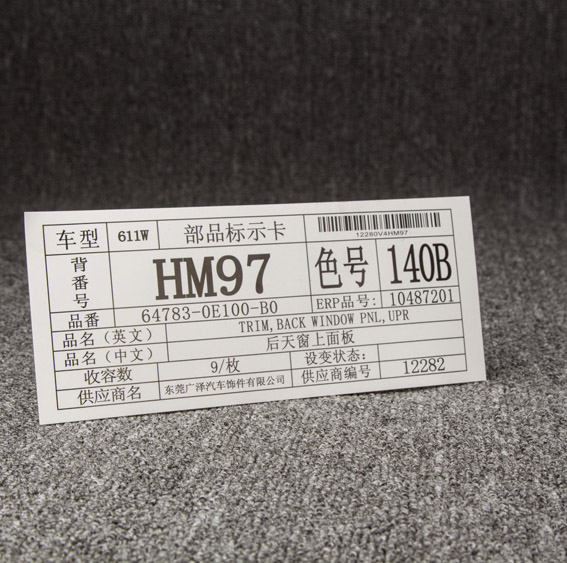 车型 611W 部品标示卡
12280V4HM97
背番号 HM97 色号 140B
品番 64783-0E100-B0 ERP品号: 10487201
品名（英文） TRIM,BACK WINDOW PNL,UPR
品名（中文） 后天窗上面板
收容数 9/枚 设变状态:
供应商名 东莞广泽汽车饰件有限公司 供应商编号 12282